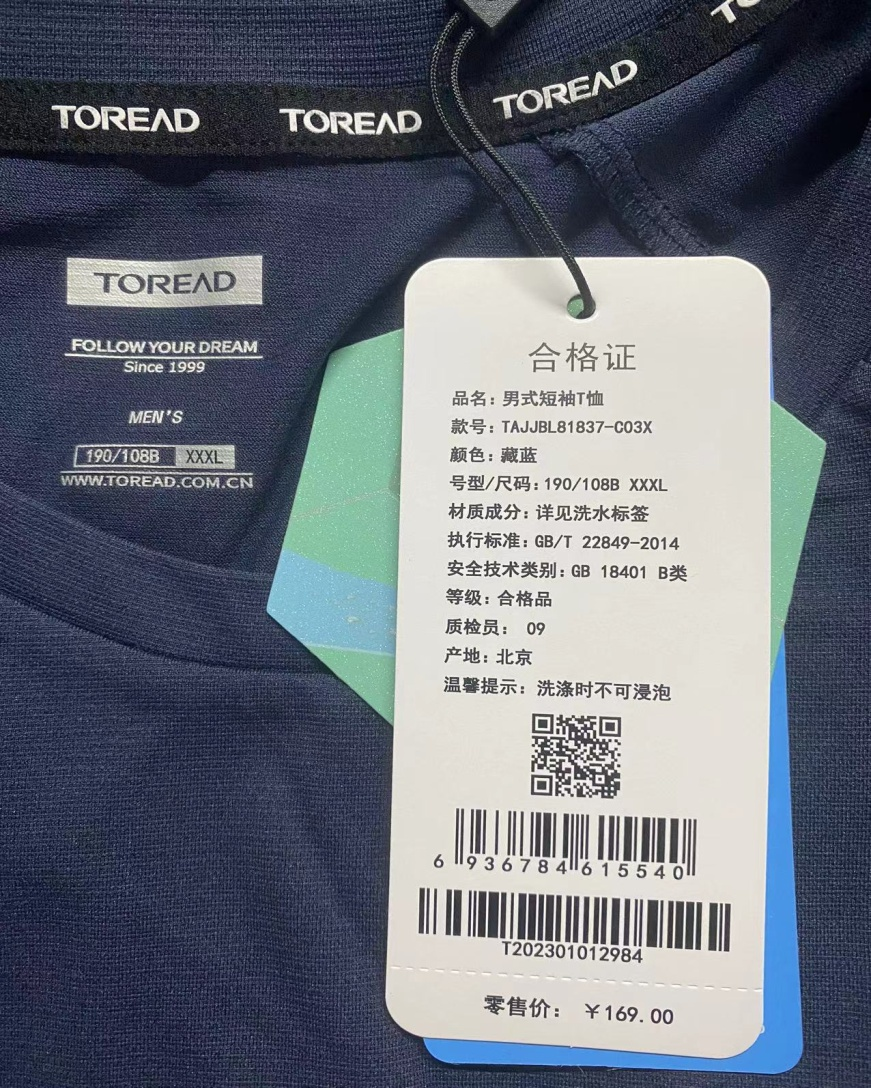 TOREAD TOREAD TOREAD
TOREAD
FOLLOW YOUR DREAM
Since 1999
MEN'S
190/108B XXXL
WWW.TOREAD.COM.CN
合格证
品名：男式短袖T恤
款号：TAJJBL81837-C03X
颜色：藏蓝
号型/尺码：190/108B XXXL
材质成分：详见洗水标签
执行标准：GB/T 22849-2014
安全技术类别：GB 18401 B类
等级：合格品
质检员： 09
产地：北京
温馨提示：洗涤时不可浸泡
6 936784 615540
T202301012984
零售价：￥169.00